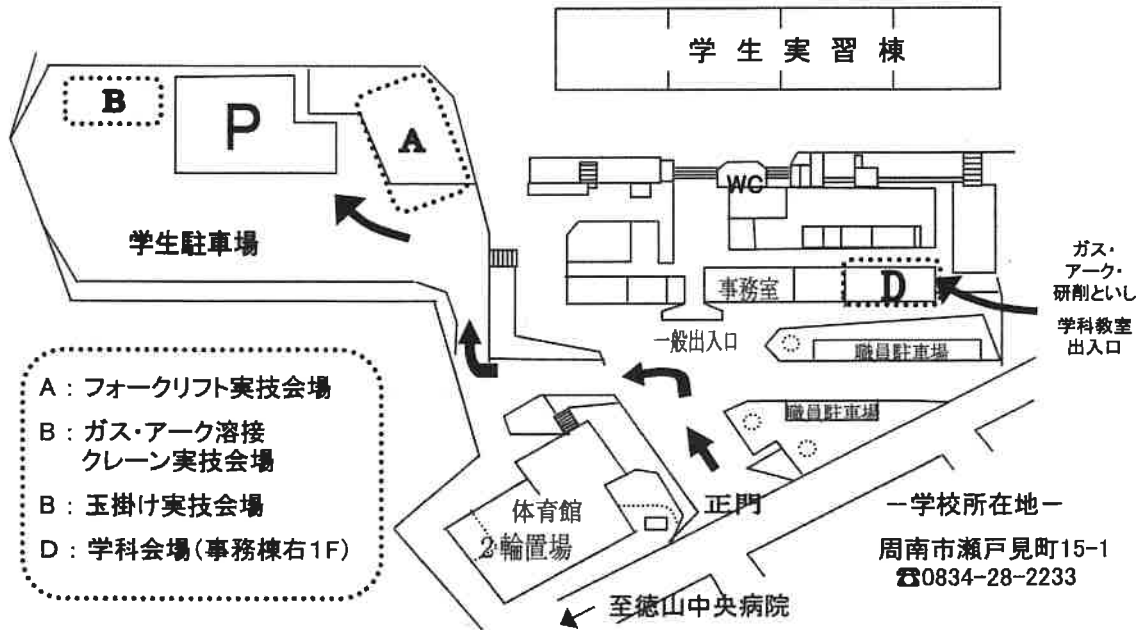 学生実習棟
B
P
A
WC
学生駐車場
ガス・
アーク・
研削といし
学科教室
出入口
事務室
D
一般出入口
職員駐車場
職員駐車場
A：フォークリフト実技会場
B：ガス・アーク溶接
クレーン実技会場
B：玉掛け実技会場
D：学科会場(事務棟右1F)
体育館
2輪置場
正門
－学校所在地－
周南市瀬戸見町15-1
☎0834-28-2233
至徳山中央病院